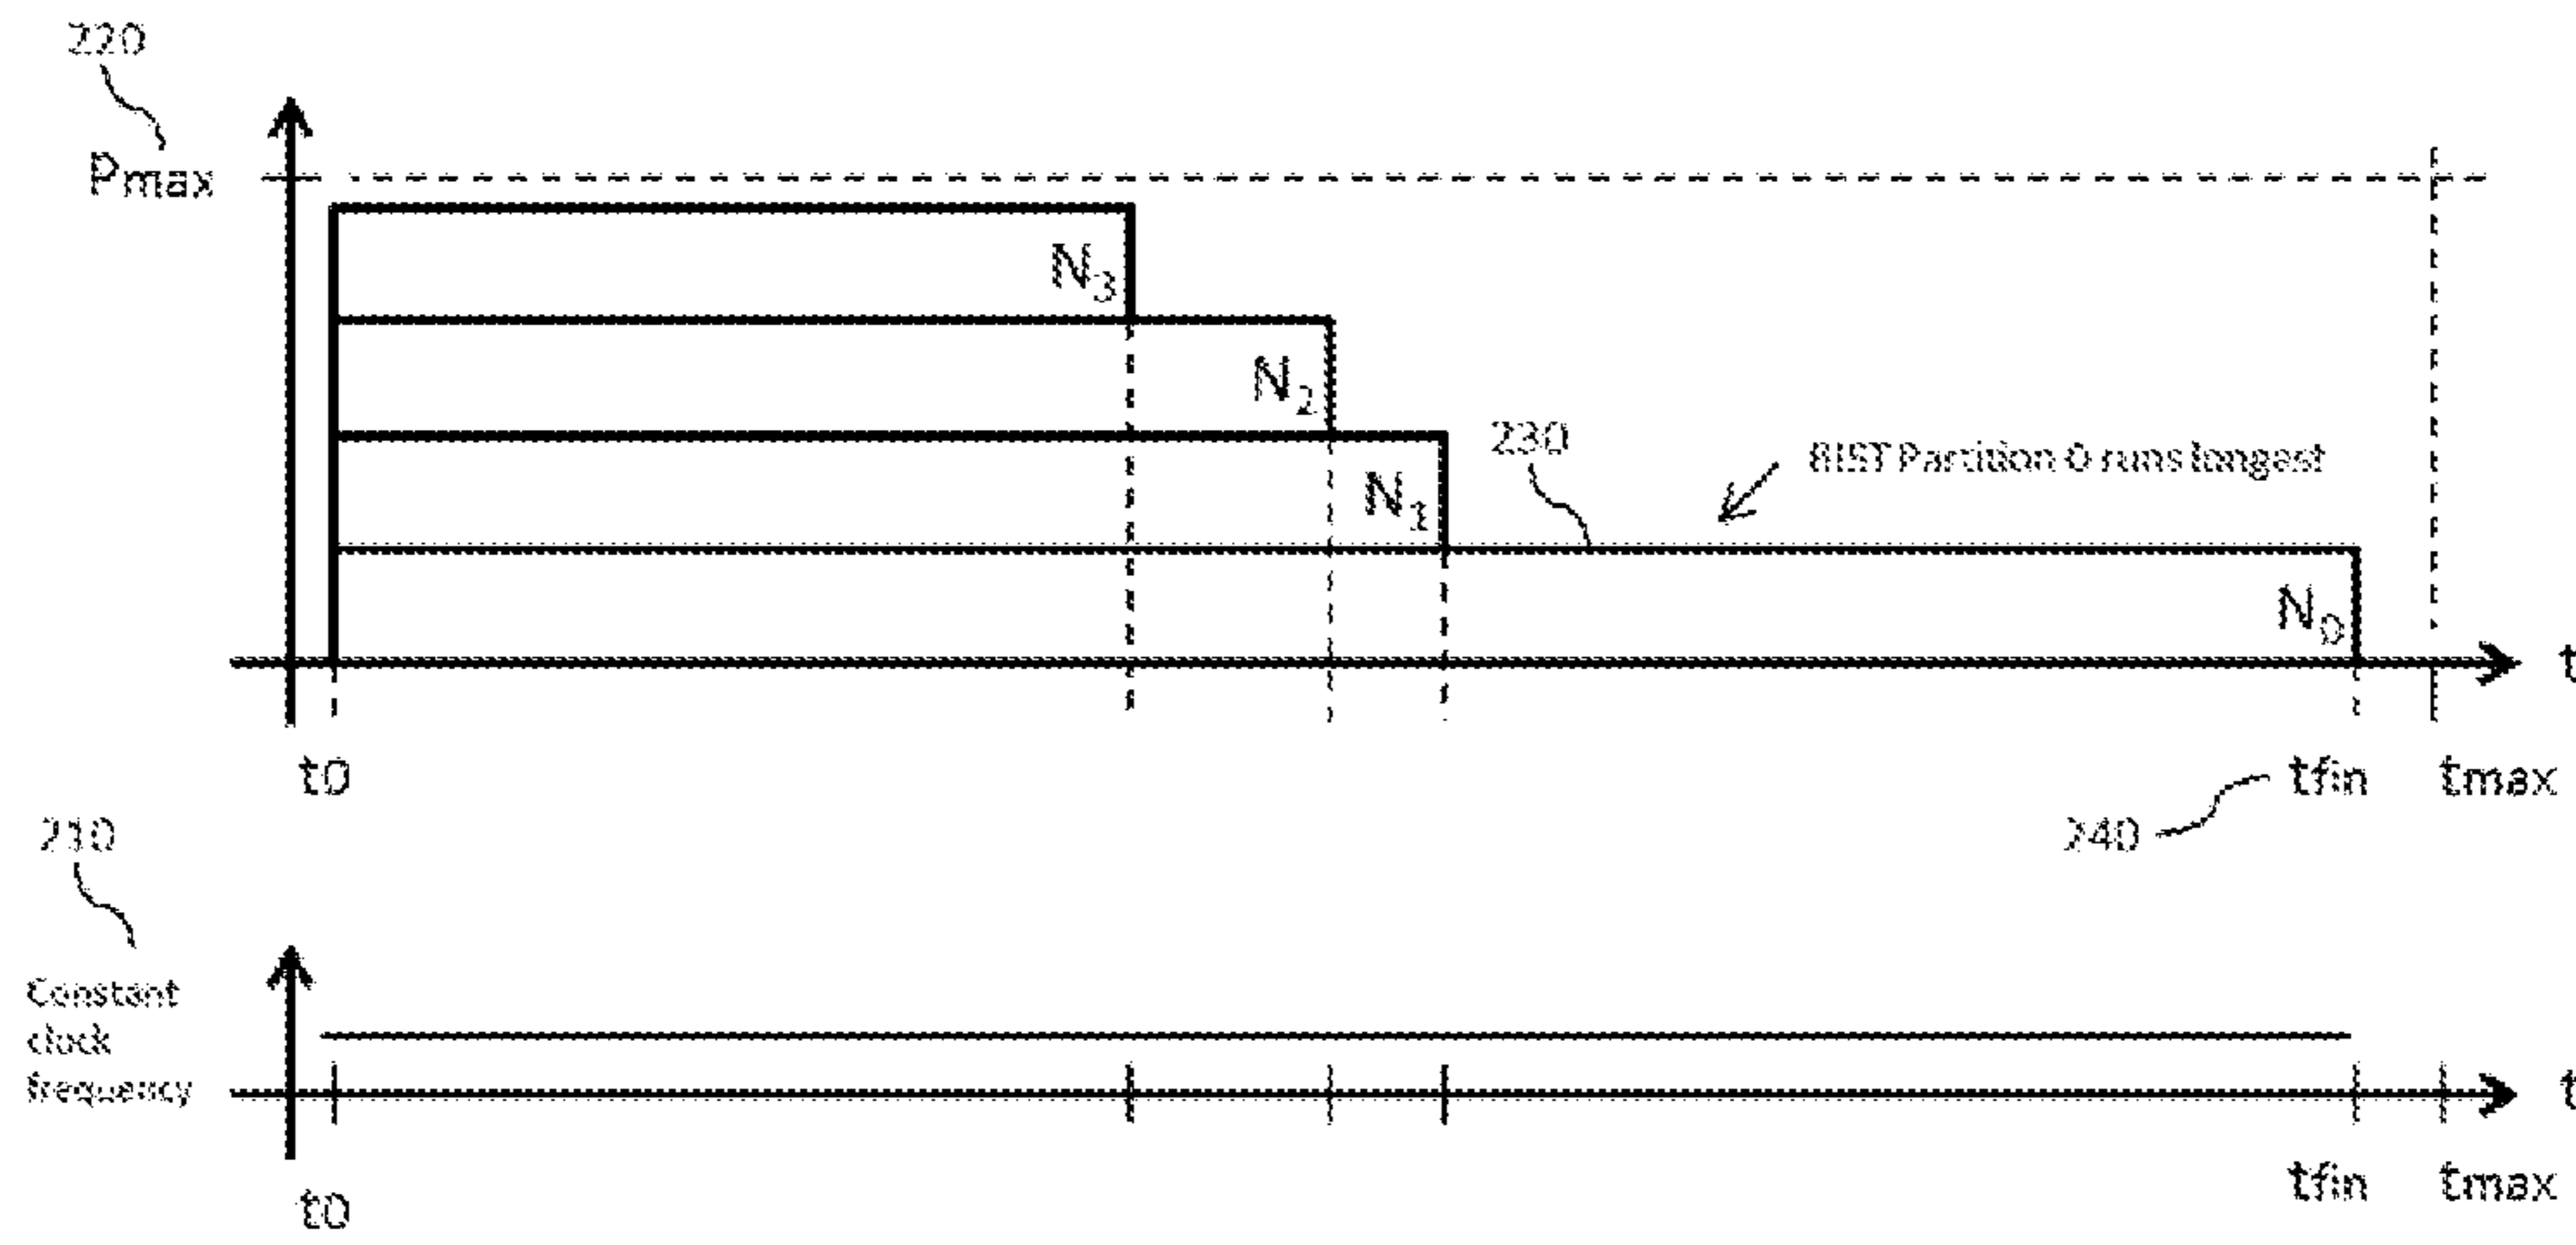 220
Pmax
N3
N2
230
BIST Partition 0 runs longest
N1
N0
t
t0
tfin
tmax
210
240
Constant
clock
frequency
t
t0
tfin
tmax